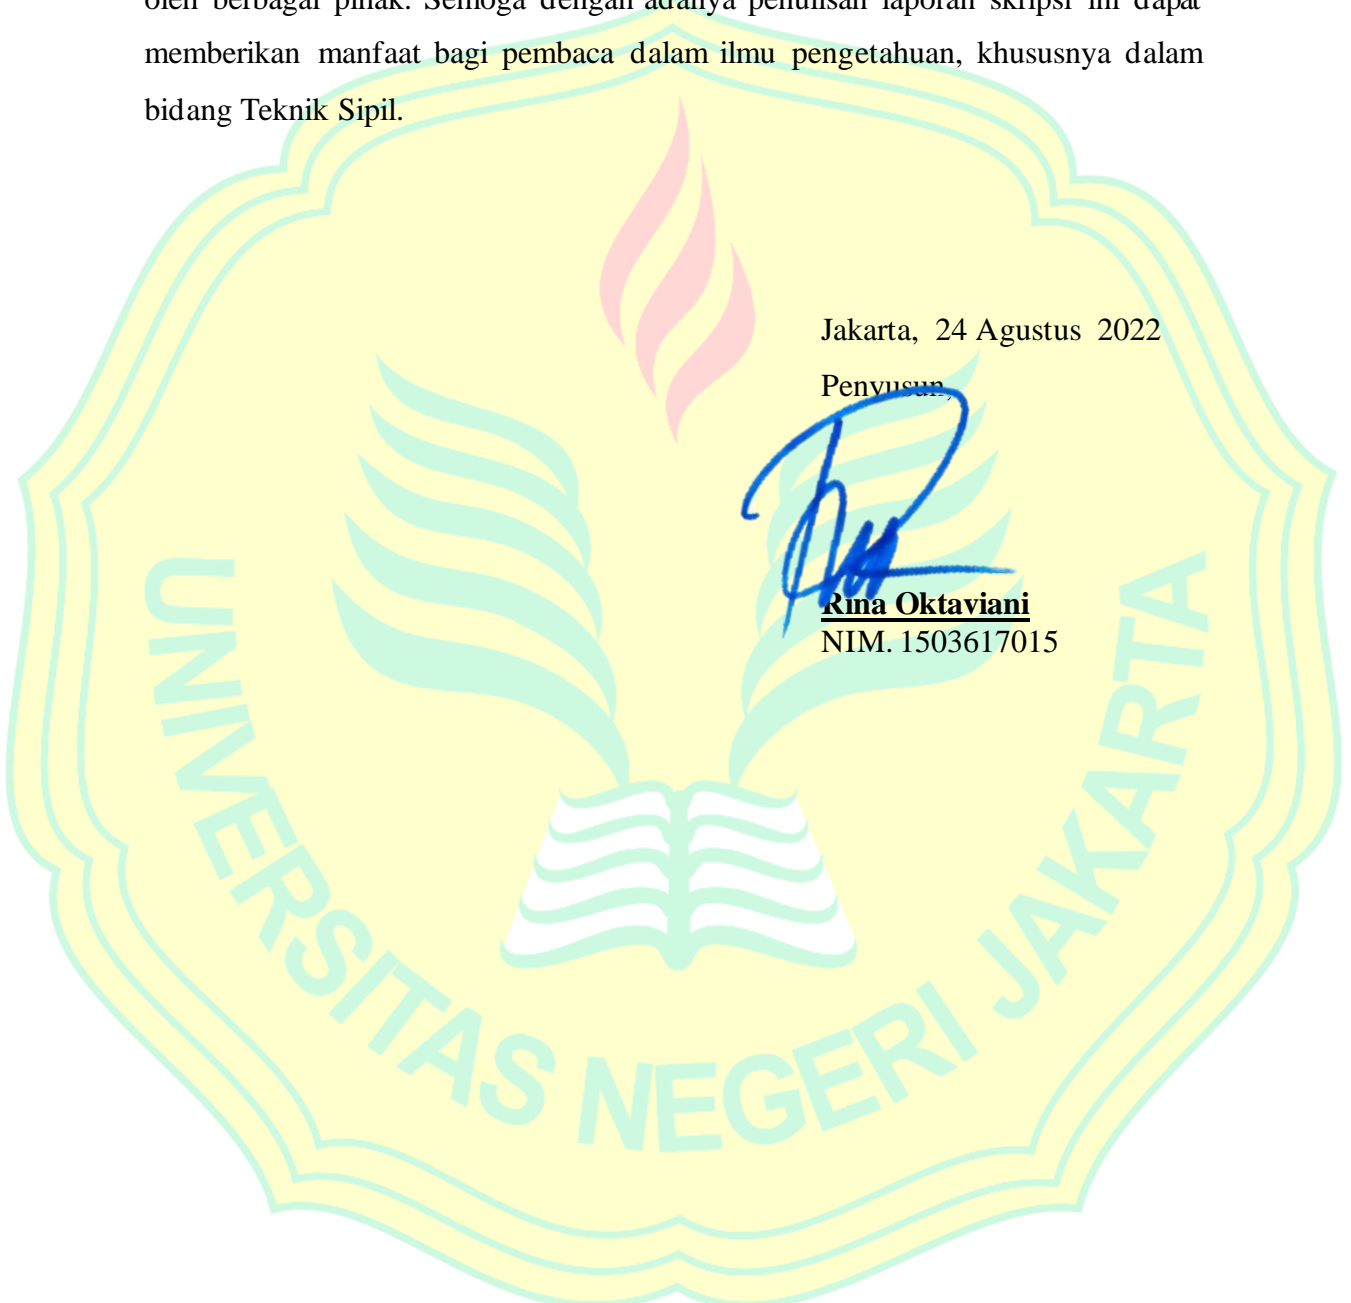 oleh berbagai pihak. Semoga dengan adanya penulisan laporan skripsi ini dapat
memberikan manfaat bagi pembaca dalam ilmu pengetahuan, khususnya dalam
bidang Teknik Sipil.
Jakarta, 24 Agustus 2022
Penyusun,
Rina Oktaviani
NIM. 1503617015
UNIVERSITAS NEGERI JAKARTA